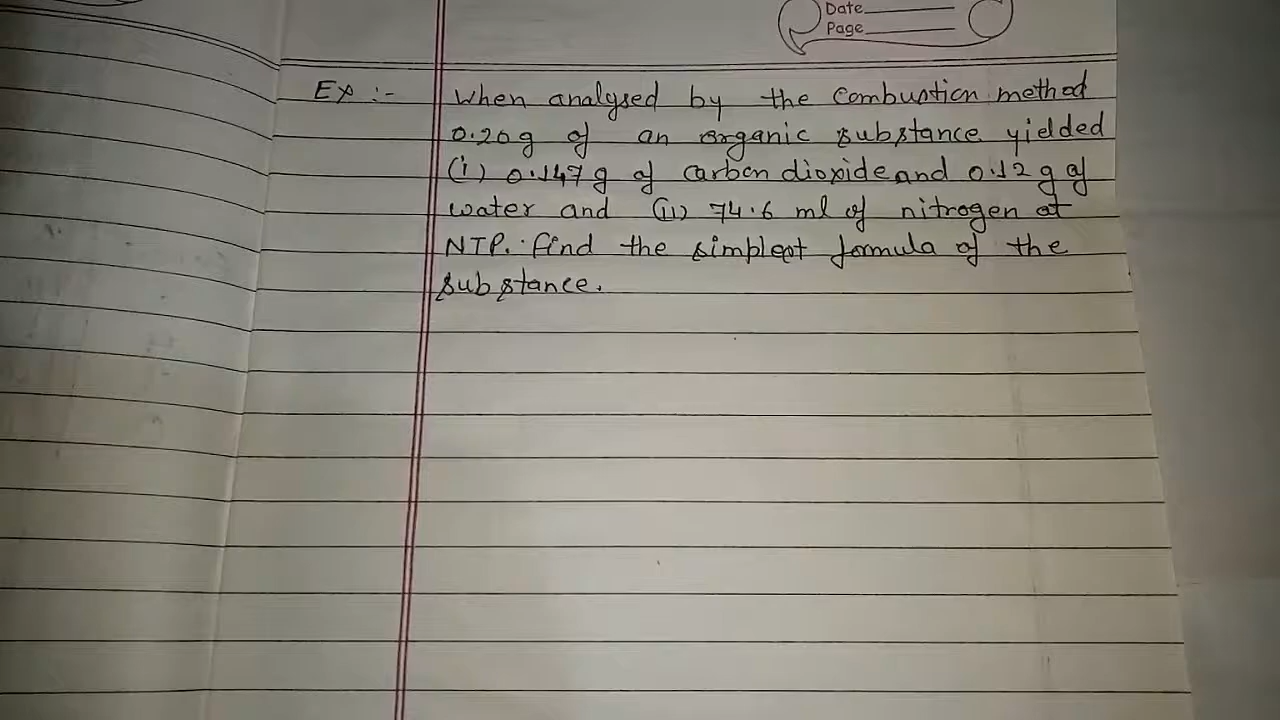 Date
Page
Ex :- When analysed by the combustion method
0.20g of an organic substance yielded
(i) 0.147g of carbon dioxide and 0.12g of
water and (ii) 74.6 ml of nitrogen at
NTP. find the simplest formula of the
substance.